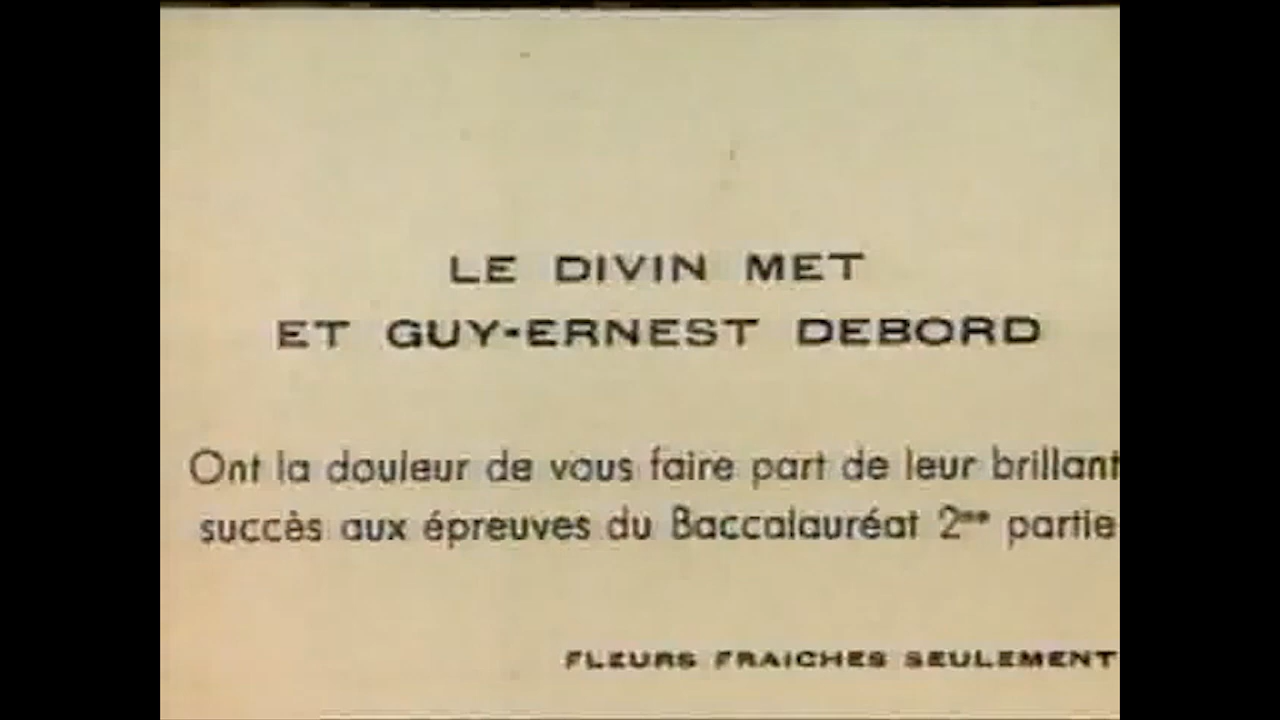 LE DIVIN MET
ET GUY-ERNEST DEBORD
Ont la douleur de vous faire part de leur brillant
succès aux épreuves du Baccalauréat 2me partie
FLEURS FRAICHES SEULEMENT